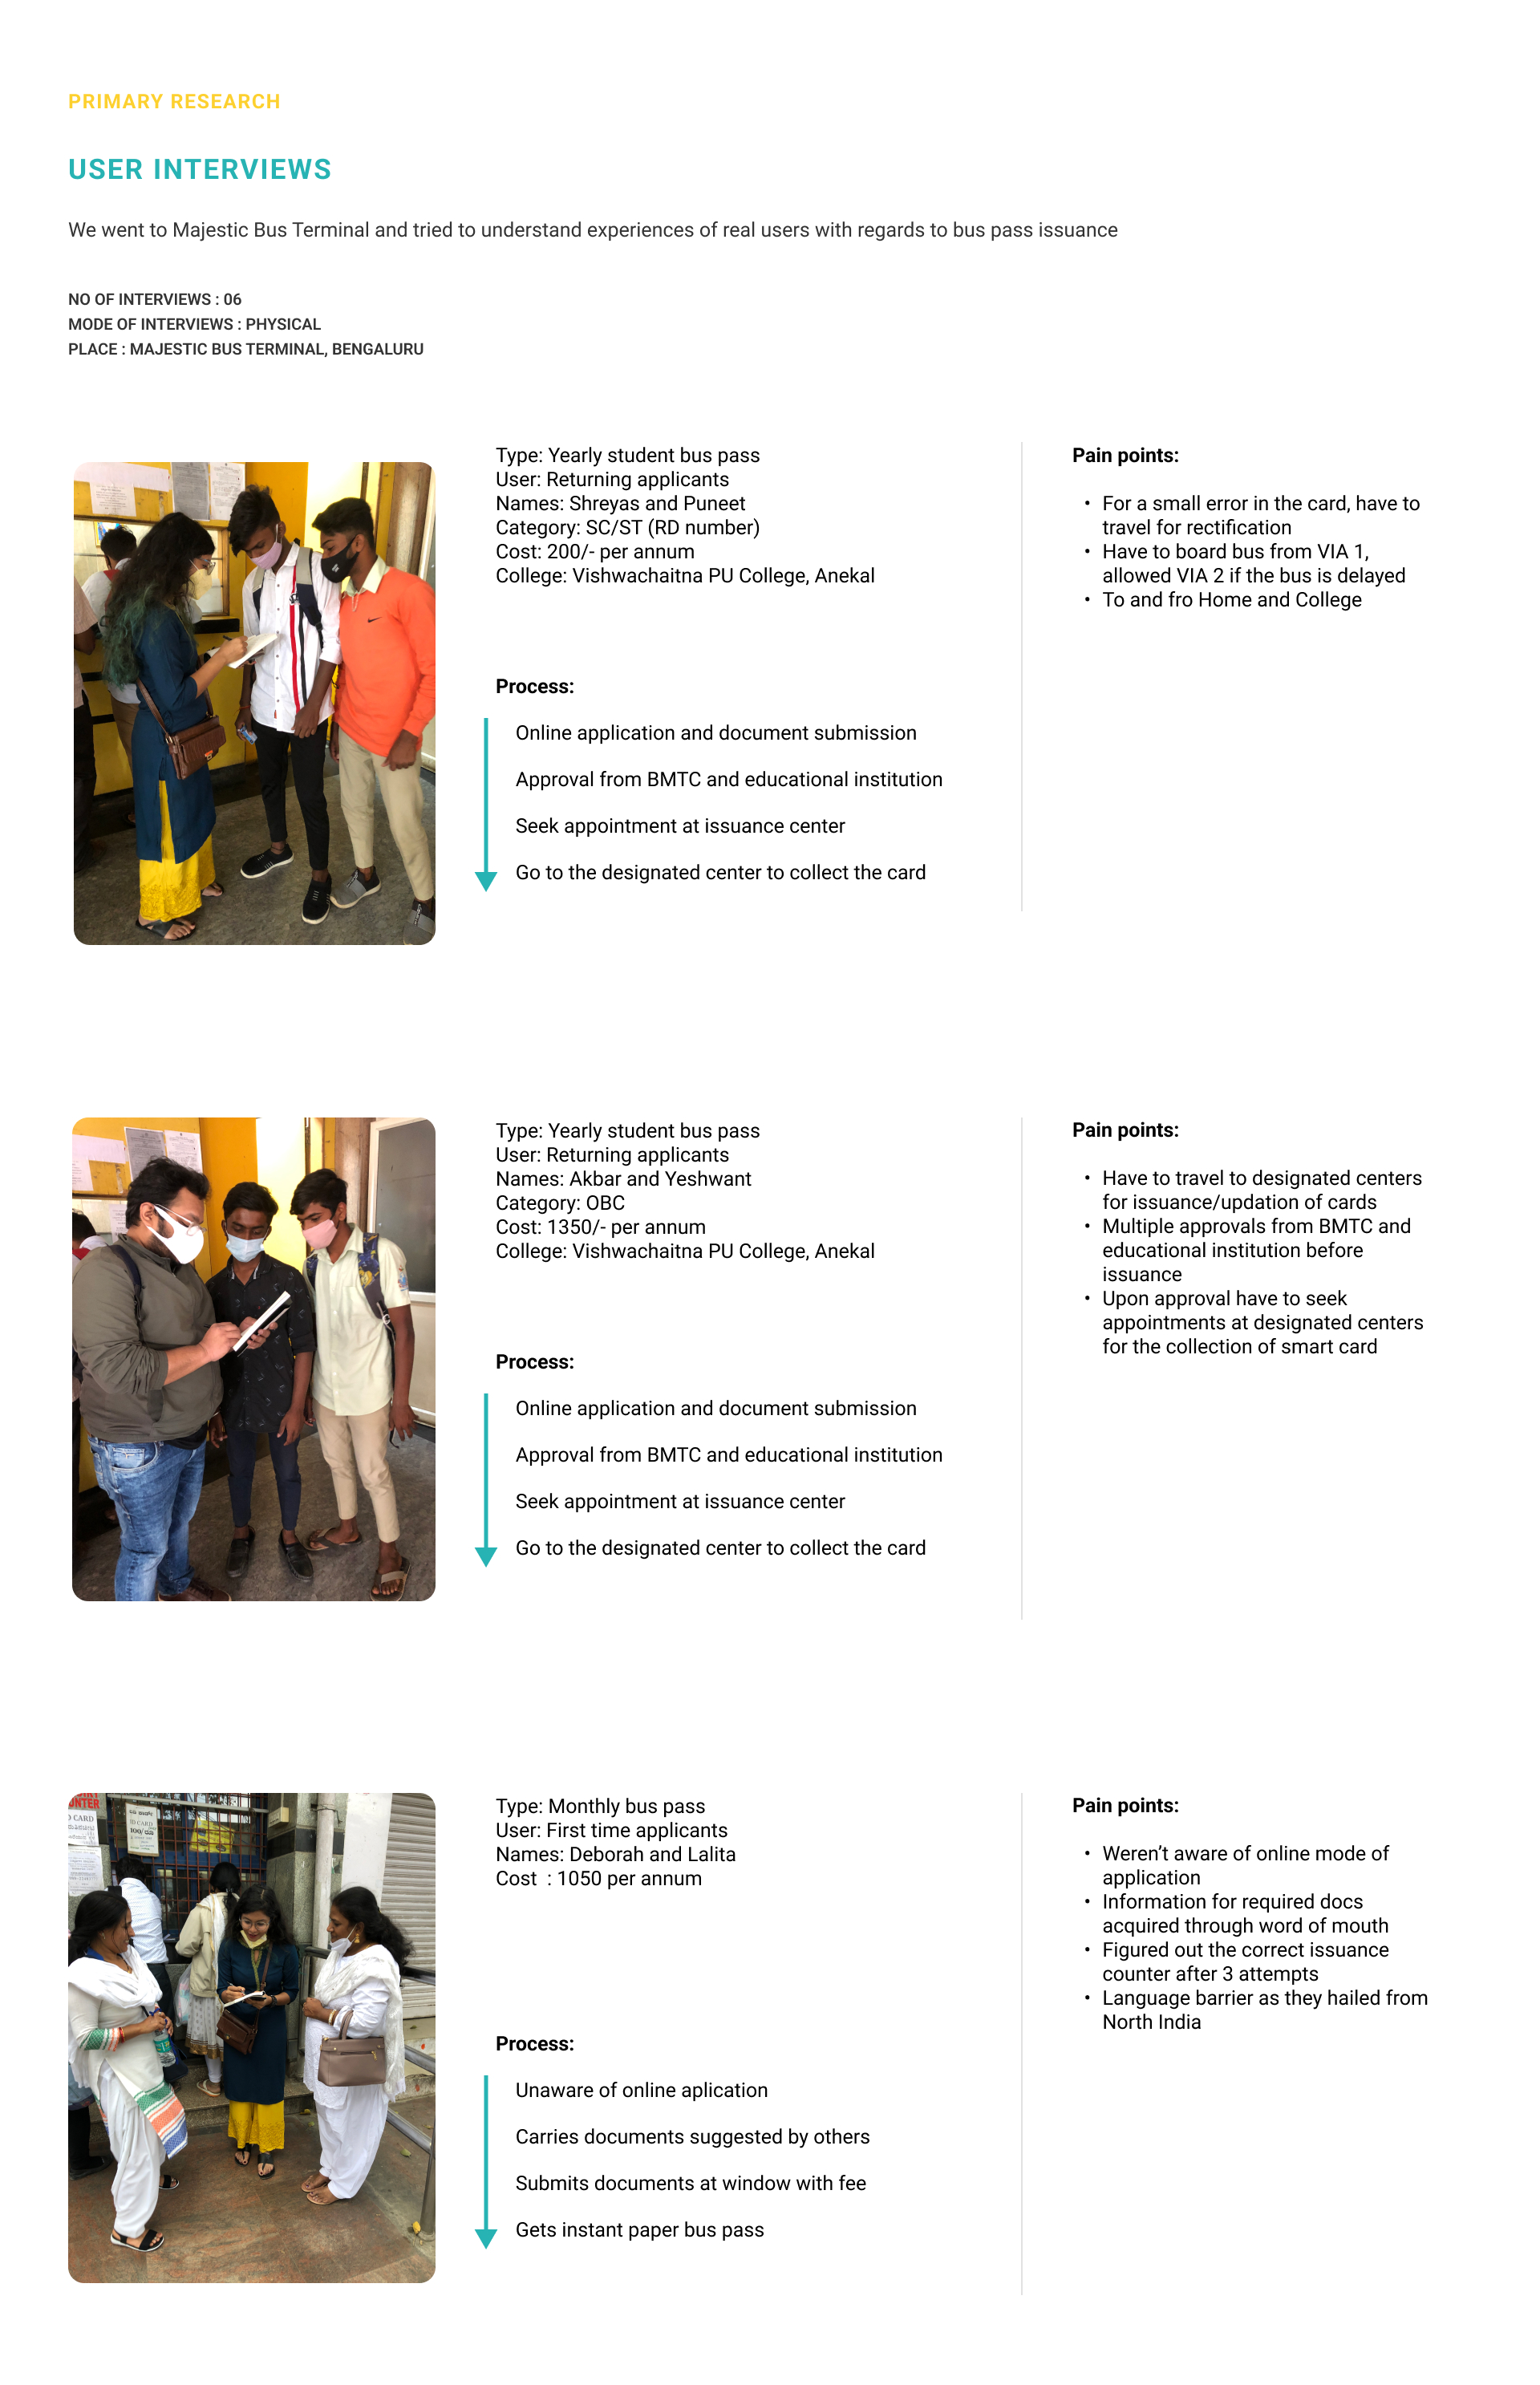 PRIMARY RESEARCH
USER INTERVIEWS
We went to Majestic Bus Terminal and tried to understand experiences of real users with regards to bus pass issuance
NO OF INTERVIEWS : 06
MODE OF INTERVIEWS : PHYSICAL
PLACE : MAJESTIC BUS TERMINAL, BENGALURU
Type: Yearly student bus pass
User: Returning applicants
Names: Shreyas and Puneet
Category: SC/ST (RD number)
Cost: 200/- per annum
College: Vishwachaitna PU College, Anekal
Process:
Online application and document submission
Approval from BMTC and educational institution
Seek appointment at issuance center
Go to the designated center to collect the card
Pain points:
• For a small error in the card, have to
travel for rectification
• Have to board bus from VIA 1,
allowed VIA 2 if the bus is delayed
• To and fro Home and College
Type: Yearly student bus pass
User: Returning applicants
Names: Akbar and Yeshwant
Category: OBC
Cost: 1350/- per annum
College: Vishwachaitna PU College, Anekal
Process:
Online application and document submission
Approval from BMTC and educational institution
Seek appointment at issuance center
Go to the designated center to collect the card
Pain points:
• Have to travel to designated centers
for issuance/updation of cards
• Multiple approvals from BMTC and
educational institution before
issuance
• Upon approval have to seek
appointments at designated centers
for the collection of smart card
CARD
CARD
100/-
Type: Monthly bus pass
User: First time applicants
Names: Deborah and Lalita
Cost : 1050 per annum
Process:
Unaware of online aplication
Carries documents suggested by others
Submits documents at window with fee
Gets instant paper bus pass
Pain points:
• Weren’t aware of online mode of
application
• Information for required docs
acquired through word of mouth
• Figured out the correct issuance
counter after 3 attempts
• Language barrier as they hailed from
North India